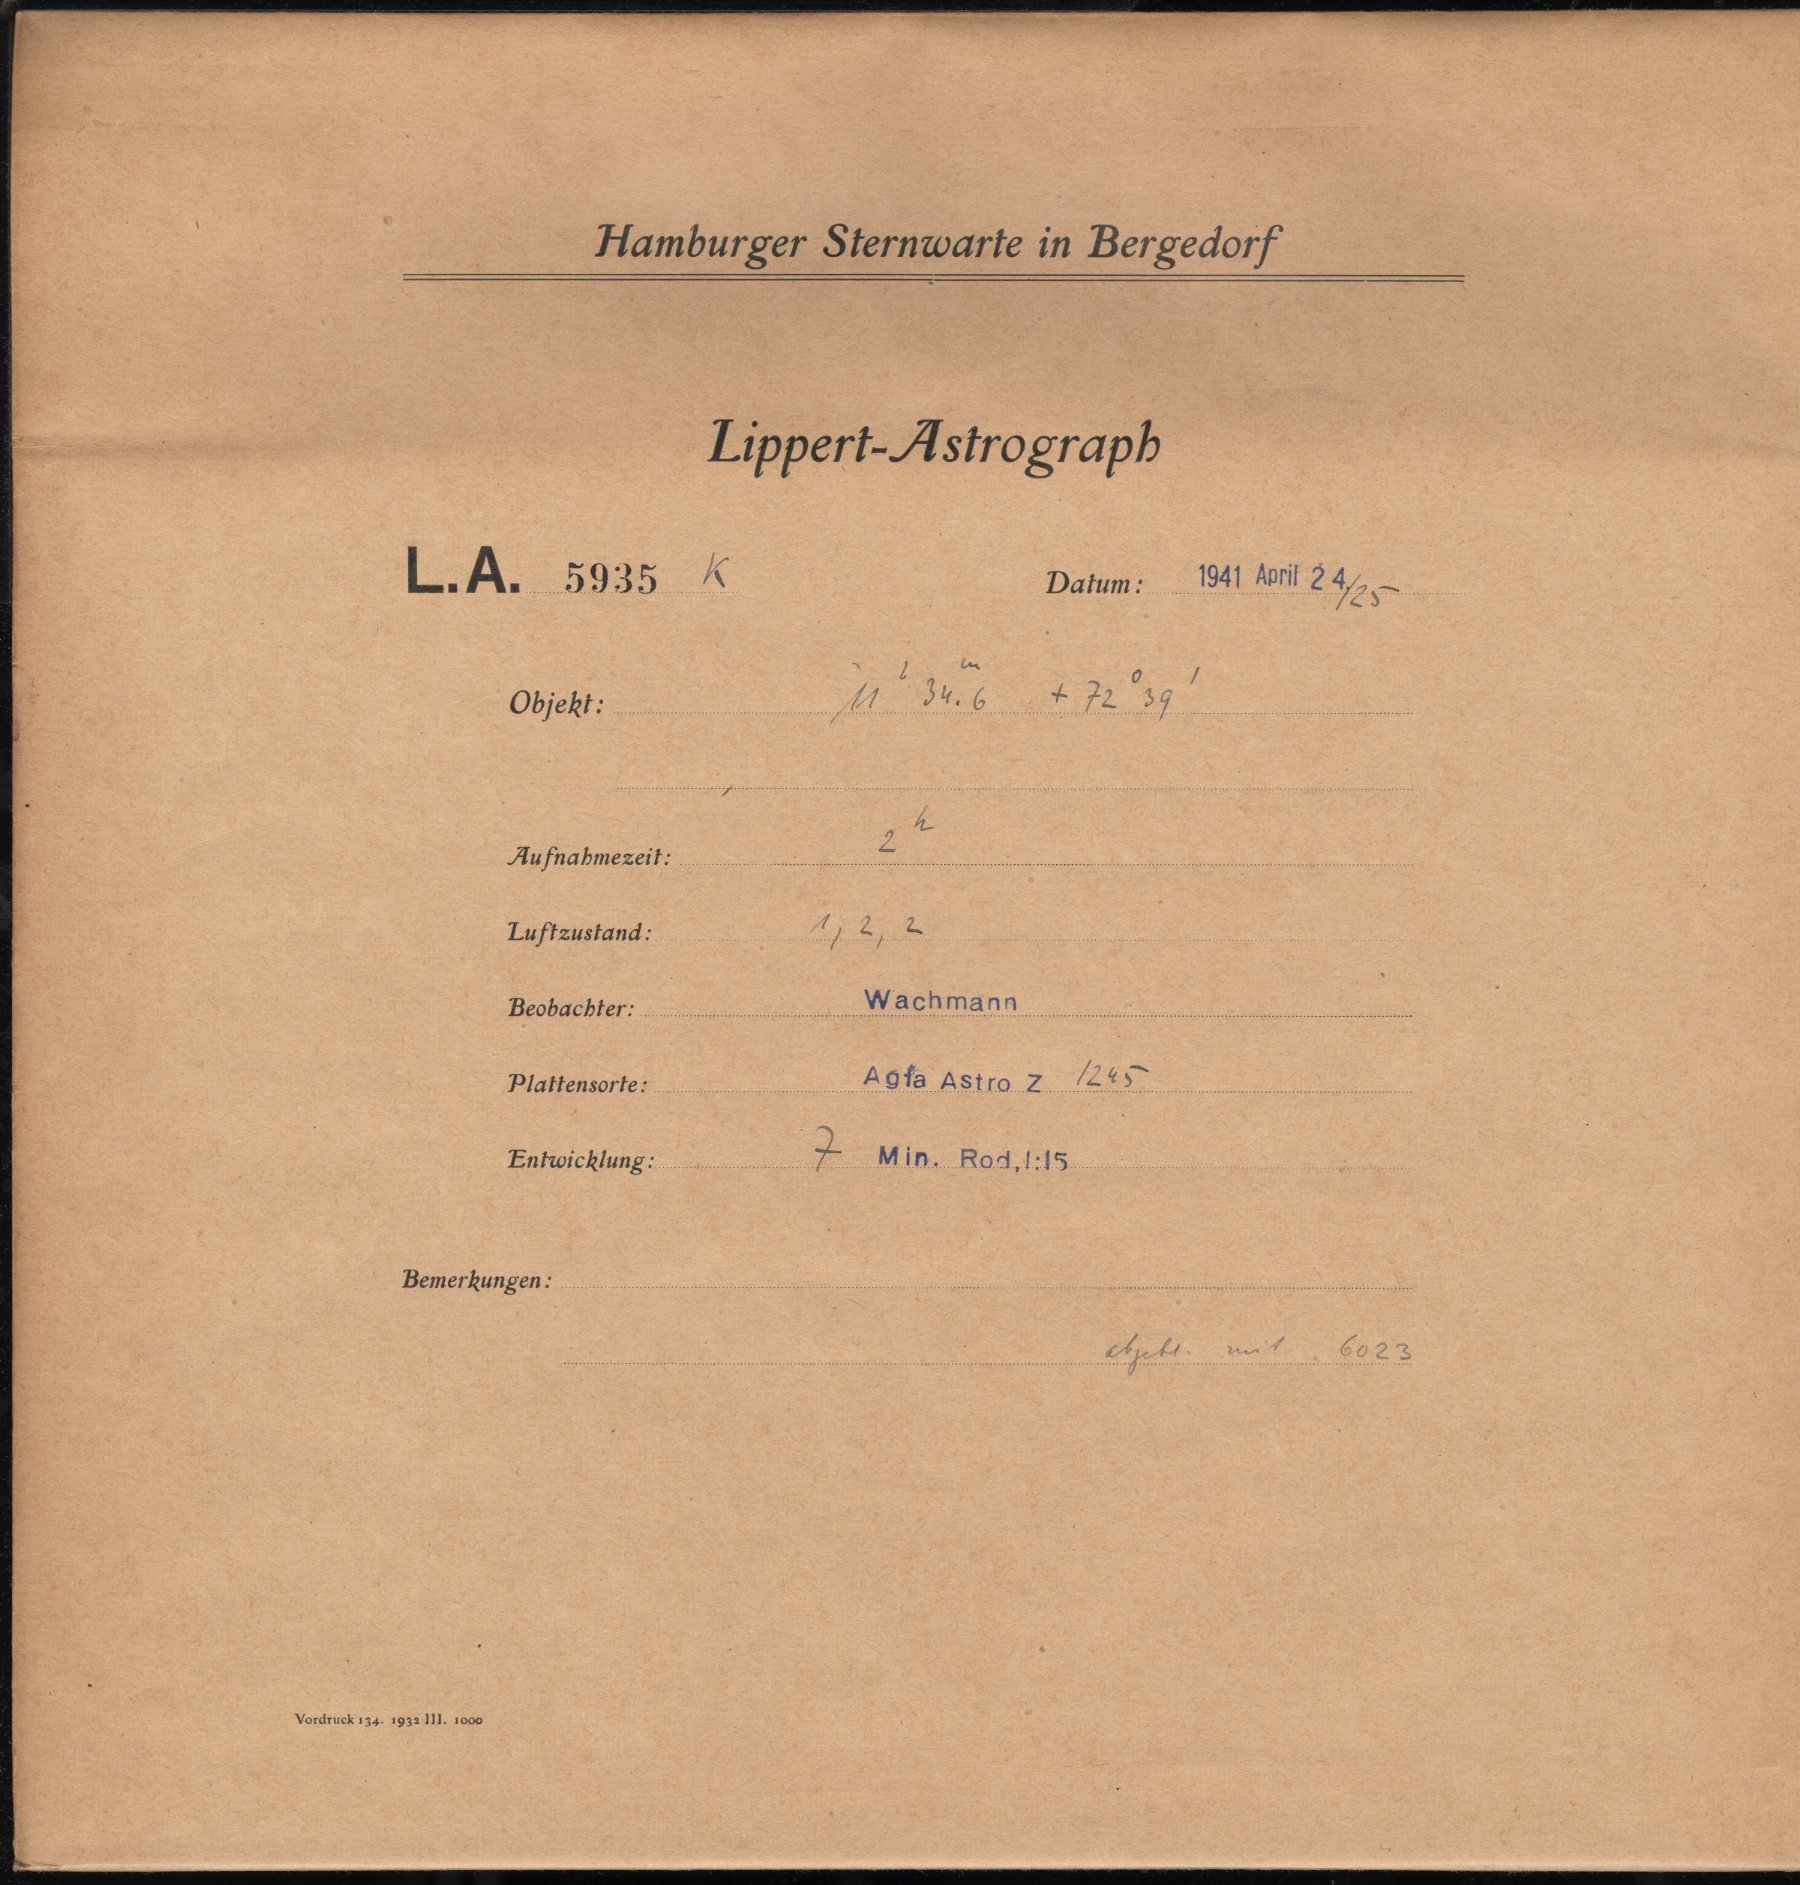 Hamburger Sternwarte in Bergedorf
Lippert-Astrograph
L.A. 5935 K Datum: 1941 April 24/25
Objekt: 11ʰ 34.6ᵐ + 72° 39'
Aufnahmezeit: 2ʰ
Luftzustand: 1, 2, 2
Beobachter: Wachmann
Plattensorte: Agfa Astro Z 1245
Entwicklung: 7 Min. Rod, 1:15
Bemerkungen:
mit 6023
Vordruck 134. 1932 III. 1000